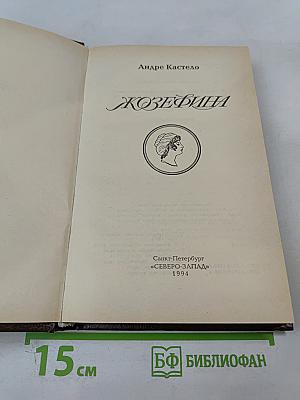 Андре Кастело
ЖОЗЕФИНА
Санкт-Петербург
«СЕВЕРО-ЗАПАД»
1994
15 см
БФ БИБЛИОФАН